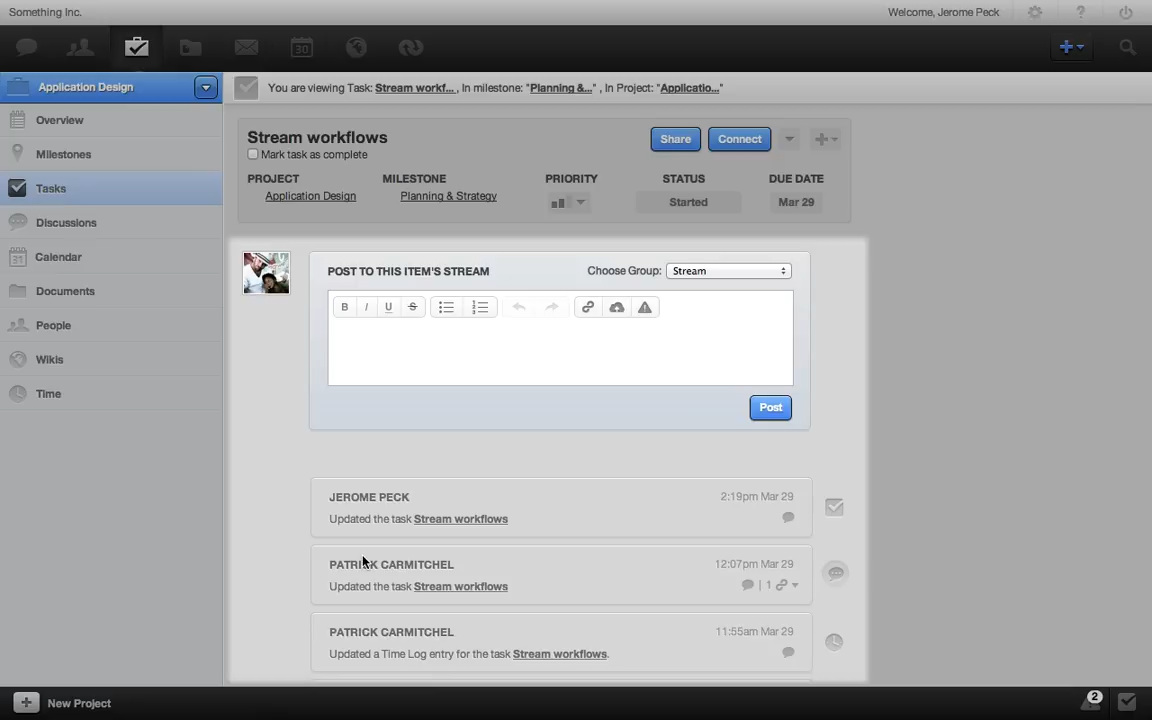 Something Inc.
Welcome, Jerome Peck
?
30
Application Design
You are viewing Task: Stream workf... , In milestone: "Planning &..." , In Project: "Applicatio..."
Overview
Milestones
Tasks
Discussions
Calendar
Documents
People
Wikis
Time
Stream workflows
Share
Connect
Mark task as complete
PROJECT
MILESTONE
PRIORITY
STATUS
DUE DATE
Application Design
Planning & Strategy
Started
Mar 29
POST TO THIS ITEM'S STREAM
Choose Group: Stream
B I U S
Post
JEROME PECK
2:19pm Mar 29
Updated the task Stream workflows
PATRICK CARMITCHEL
12:07pm Mar 29
Updated the task Stream workflows
| 1
PATRICK CARMITCHEL
11:55am Mar 29
Updated a Time Log entry for the task Stream workflows.
New Project
2